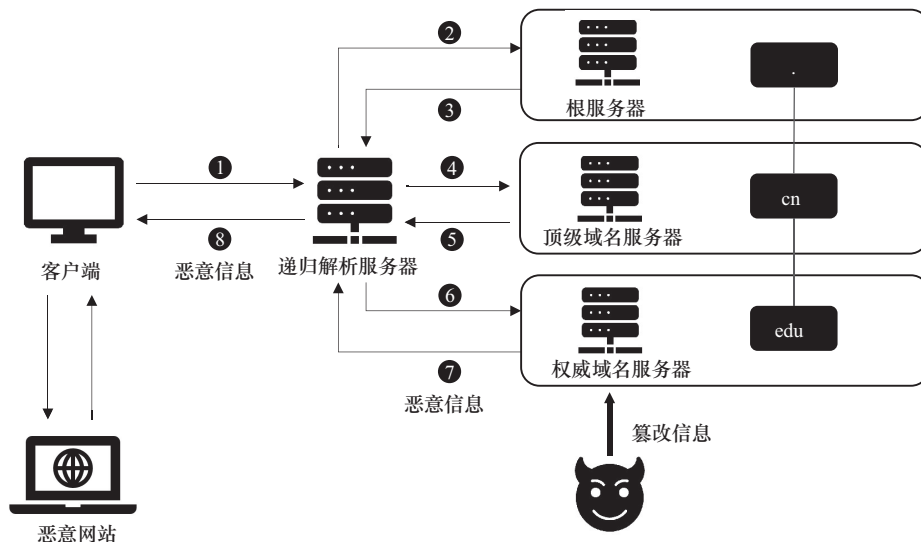 2
根服务器
.
3
1
4
cn
8
5
顶级域名服务器
客户端
恶意信息
递归解析服务器
6
edu
7
权威域名服务器
恶意信息
篡改信息
恶意网站